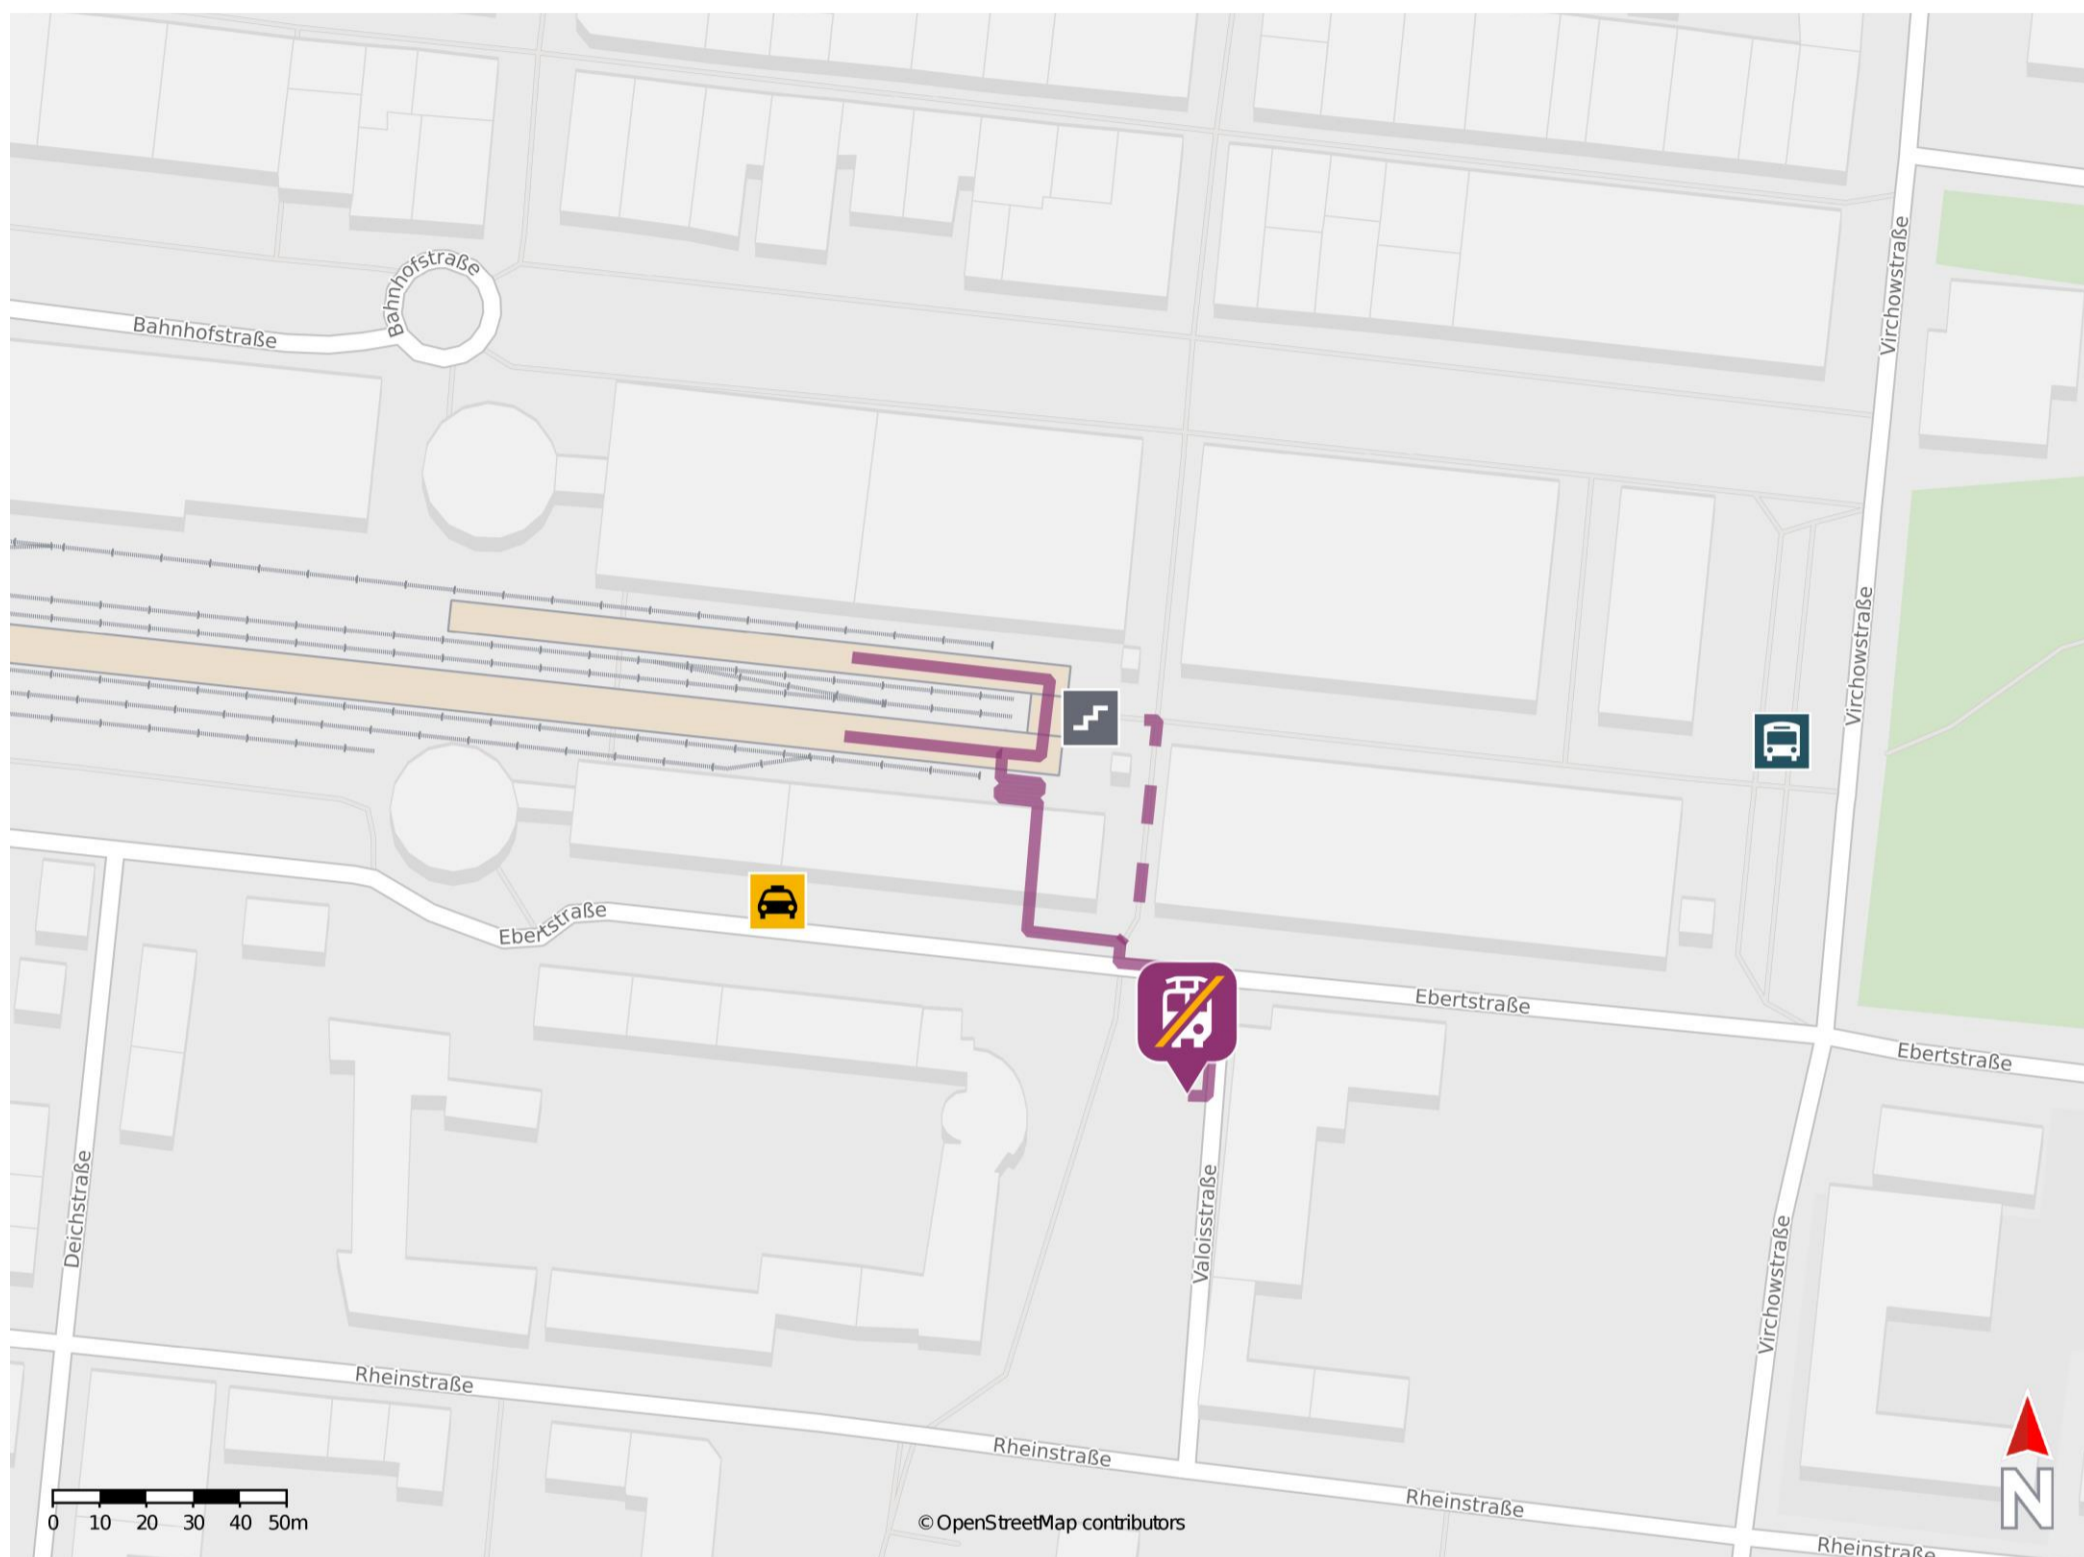 Bahnhofstraße
Virchowstraße
Bahnhofstraße
Virchowstraße
Ebertstraße
Ebertstraße
Ebertstraße
Deichstraße
Valoisstraße
Virchowstraße
Rheinstraße
Rheinstraße
Rheinstraße
Rheinstraße
N
0 10 20 30 40 50m
© OpenStreetMap contributors